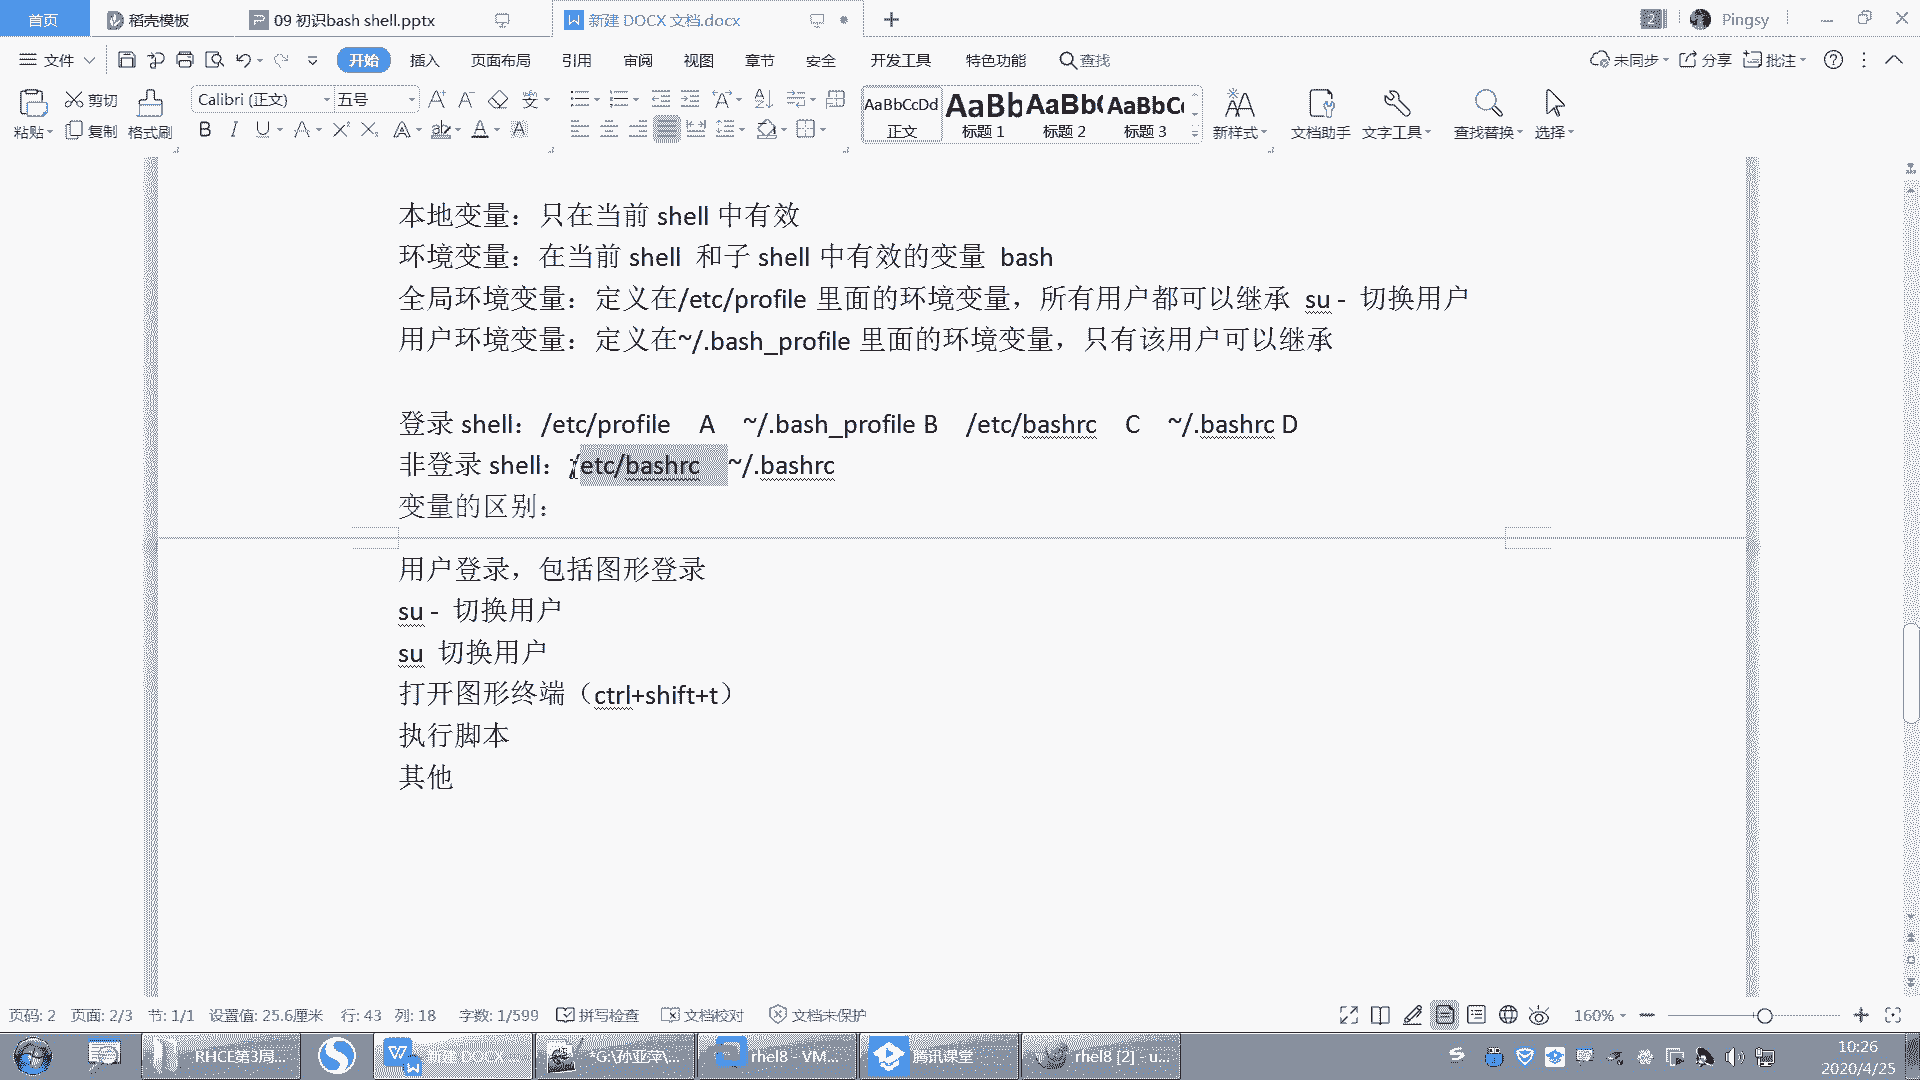 首页 稻壳模板 09 初识bash shell.pptx 新建 DOCX 文档.docx 2 Pingsy
文件 开始 插入 页面布局 引用 审阅 视图 章节 安全 开发工具 特色功能 查找 未同步 分享 批注
剪切 Calibri (正文) 五号 AaBbCcDd AaBb AaBb( AaBbC
粘贴 复制 格式刷 正文 标题 1 标题 2 标题 3 新样式 文档助手 文字工具 查找替换 选择
本地变量：只在当前 shell 中有效
环境变量：在当前 shell 和子 shell 中有效的变量 bash
全局环境变量：定义在/etc/profile 里面的环境变量，所有用户都可以继承 su - 切换用户
用户环境变量：定义在~/.bash_profile 里面的环境变量，只有该用户可以继承
登录 shell：/etc/profile A ~/.bash_profile B /etc/bashrc C ~/.bashrc D
非登录 shell：/etc/bashrc ~/.bashrc
变量的区别：
用户登录，包括图形登录
su - 切换用户
su 切换用户
打开图形终端（ctrl+shift+t）
执行脚本
其他
页码: 2 页面: 2/3 节: 1/1 设置值: 25.6厘米 行: 43 列: 18 字数: 1/599 拼写检查 文档校对 文档未保护 160%
RHCE第3周... 新建 DOCX ... *G:\孙亚萍\... rhel8 - VM... 腾讯课堂 rhel8 [2] - u... 10:26
2020/4/25